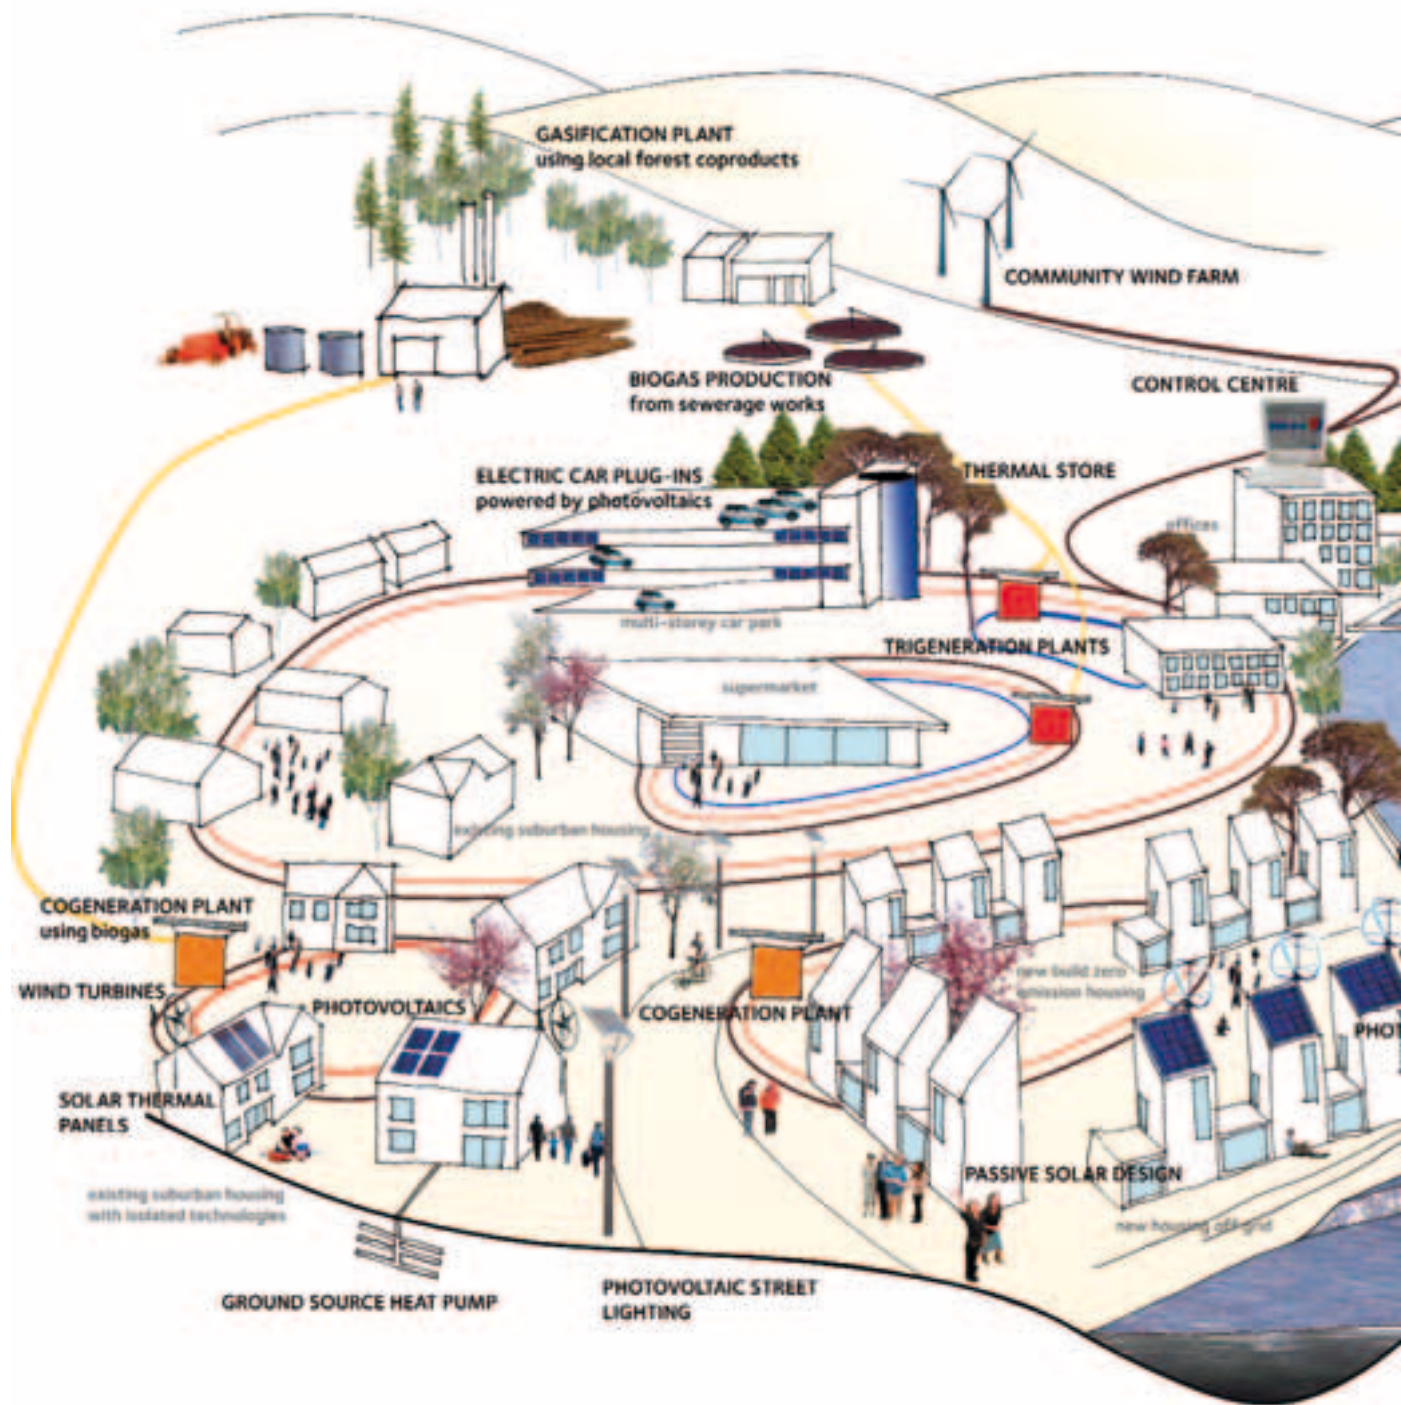 GASIFICATION PLANT
using local forest coproducts
COMMUNITY WIND FARM
BIOGAS PRODUCTION
from sewerage works
CONTROL CENTRE
ELECTRIC CAR PLUG-INS
powered by photovoltaics
THERMAL STORE
offices
multi-storey car park
TRIGENERATION PLANTS
supermarket
existing suburban housing
COGENERATION PLANT
using biogas
WIND TURBINES
PHOTOVOLTAICS
COGENERATION PLANT
new build zero
emission housing
PHOT
SOLAR THERMAL
PANELS
PASSIVE SOLAR DESIGN
existing suburban housing
with isolated technologies
new housing off grid
GROUND SOURCE HEAT PUMP
PHOTOVOLTAIC STREET
LIGHTING